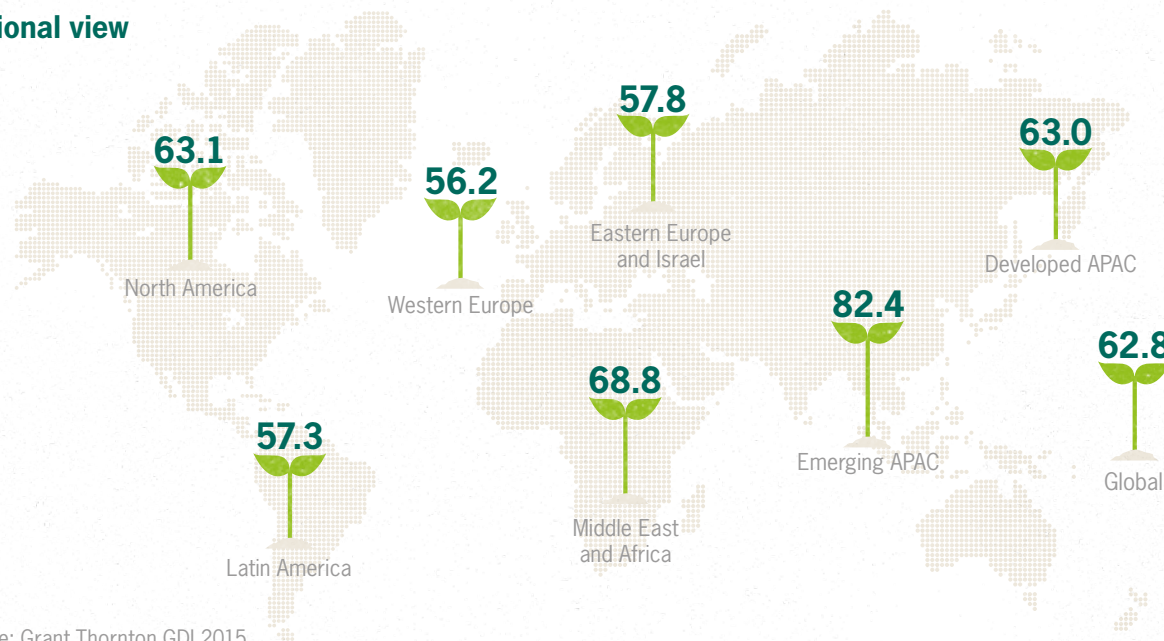 ional view
57.8
63.0
63.1
56.2
Eastern Europe
and Israel
Developed APAC
North America
Western Europe
82.4
62.8
68.8
57.3
Emerging APAC
Global
Middle East
and Africa
Latin America
e: Grant Thornton GDI 2015